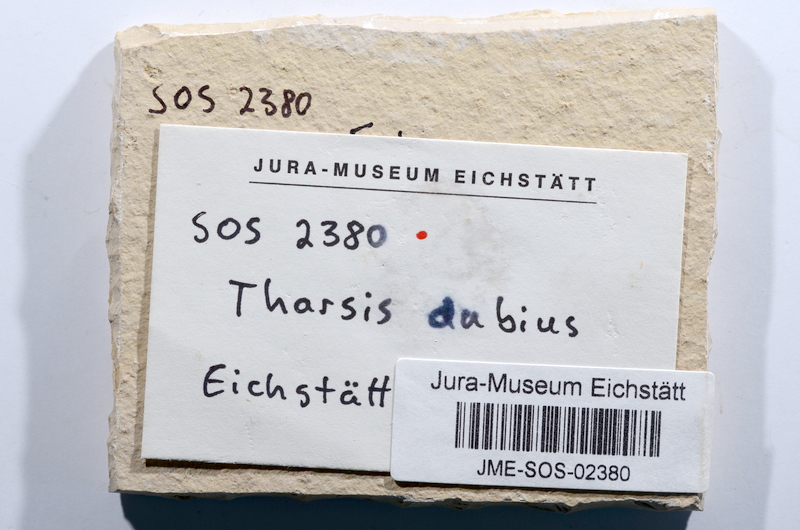 SOS 2380
JURA-MUSEUM EICHSTÄTT
SOS 2380
Tharsis dubius
Eichstätt
Jura-Museum Eichstätt
JME-SOS-02380